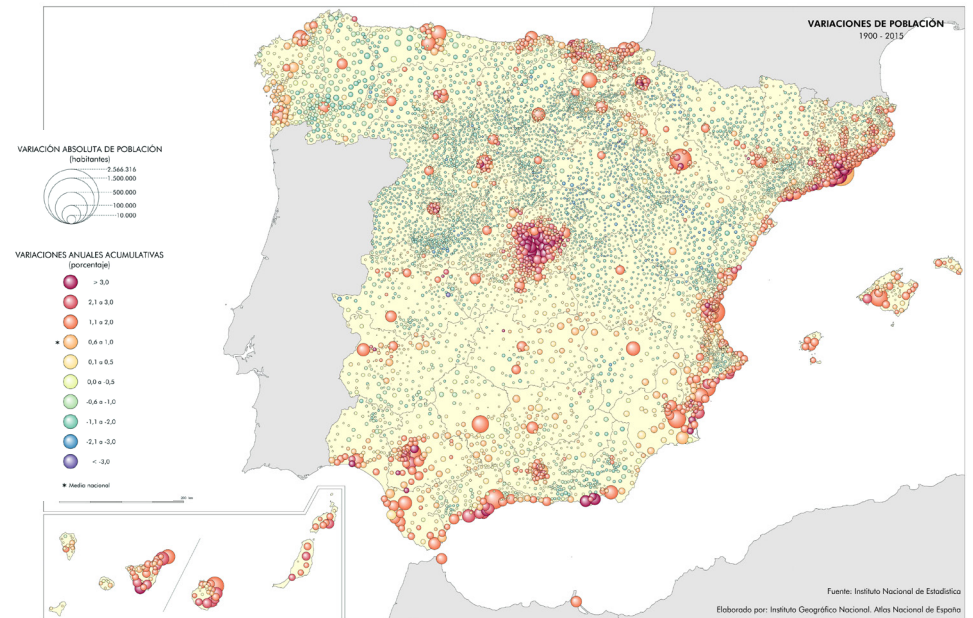 VARIACIONES DE POBLACIÓN
1900 - 2015
VARIACIÓN ABSOLUTA DE POBLACIÓN
(habitantes)
2.566.316
1.500.000
500.000
100.000
10.000
VARIACIONES ANUALES ACUMULATIVAS
(porcentaje)
> 3,0
2,1 a 3,0
1,1 a 2,0
* 0,6 a 1,0
0,1 a 0,5
0,0 a -0,5
-0,6 a -1,0
-1,1 a -2,0
-2,1 a -3,0
< -3,0
* Media nacional
Fuente: Instituto Nacional de Estadística
Elaborado por: Instituto Geográfico Nacional. Atlas Nacional de España